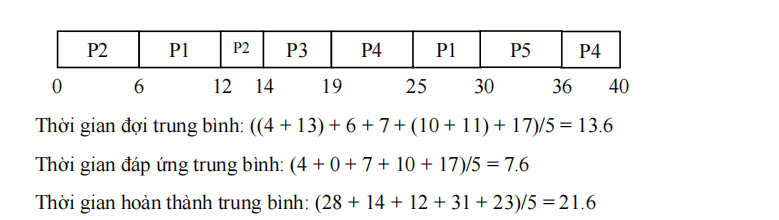 P2 P1 P2 P3 P4 P1 P5 P4
0 6 12 14 19 25 30 36 40
Thời gian đợi trung bình: ((4 + 13) + 6 + 7 + (10 + 11) + 17)/5 = 13.6
Thời gian đáp ứng trung bình: (4 + 0 + 7 + 10 + 17)/5 = 7.6
Thời gian hoàn thành trung bình: (28 + 14 + 12 + 31 + 23)/5 = 21.6